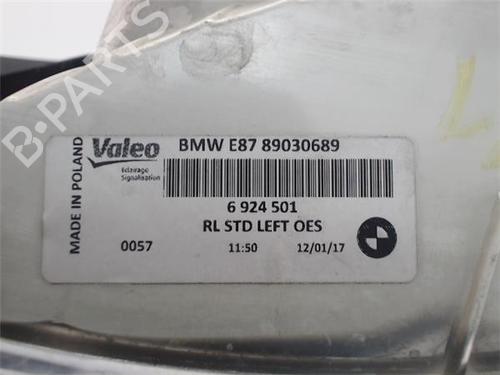 MADE IN POLAND
Valeo
Eclairage
Signalisation
BMW E87 89030689
6 924 501
RL STD LEFT OES
0057 11:50 12/01/17
B-PARTS